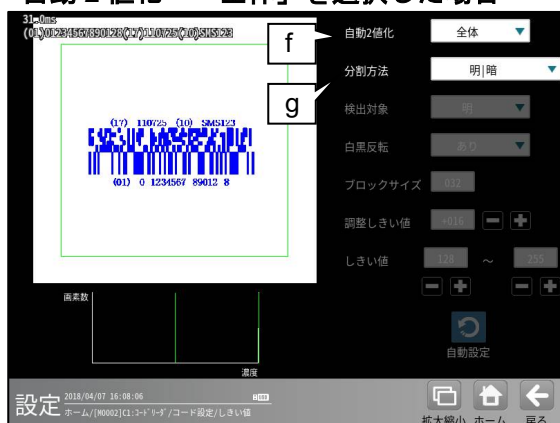 自動２値化「全体」を選択した場合
31.0ms
(01)01234567890128(17)110725(10)SMS123
f
自動2値化
全体
分割方法
明|暗
g
検出対象
明
白黒反転
あり
(17) 110725 (10) SMS123
(01) 0 1234567 89012 8
ブロックサイズ
032
調整しきい値
+016
しきい値
128
～
255
画素数
濃度
自動設定
設定
2018/04/07 16:08:06
ホーム/[M0002]C1:ｺｰﾄﾞﾘｰﾀﾞ/コード設定/しきい値
拡大縮小
ホーム
戻る